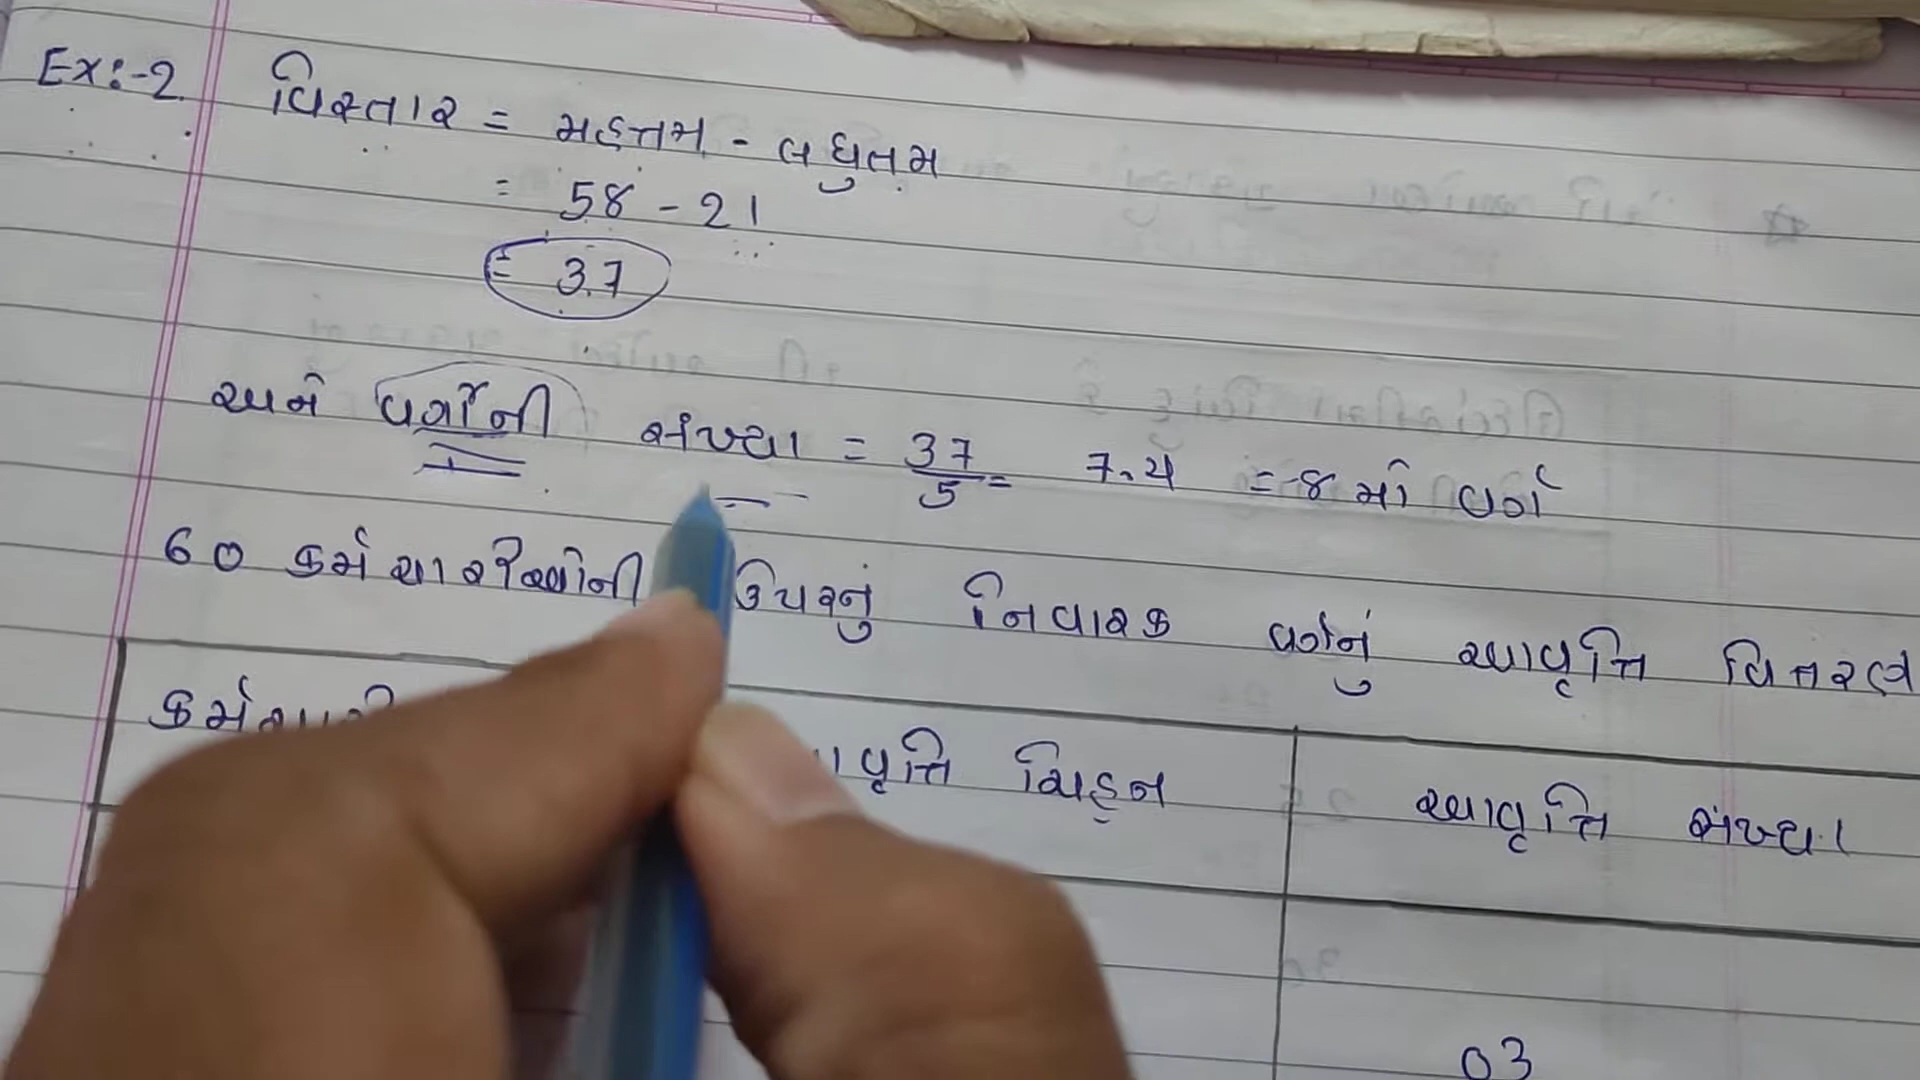 Ex:-2 વિસ્તાર = મહત્તમ - લઘુતમ
= 58 - 21
= 37
અને વર્ગોની સંખ્યા = 37/5 = 7.4 = 8 મો વર્ગ
60 કર્મચારીઓની ઉંમરનું નિવારક વર્ગનું આવૃત્તિ વિતરણ
આવૃત્તિ ચિહ્ન આવૃત્તિ સંખ્યા
03